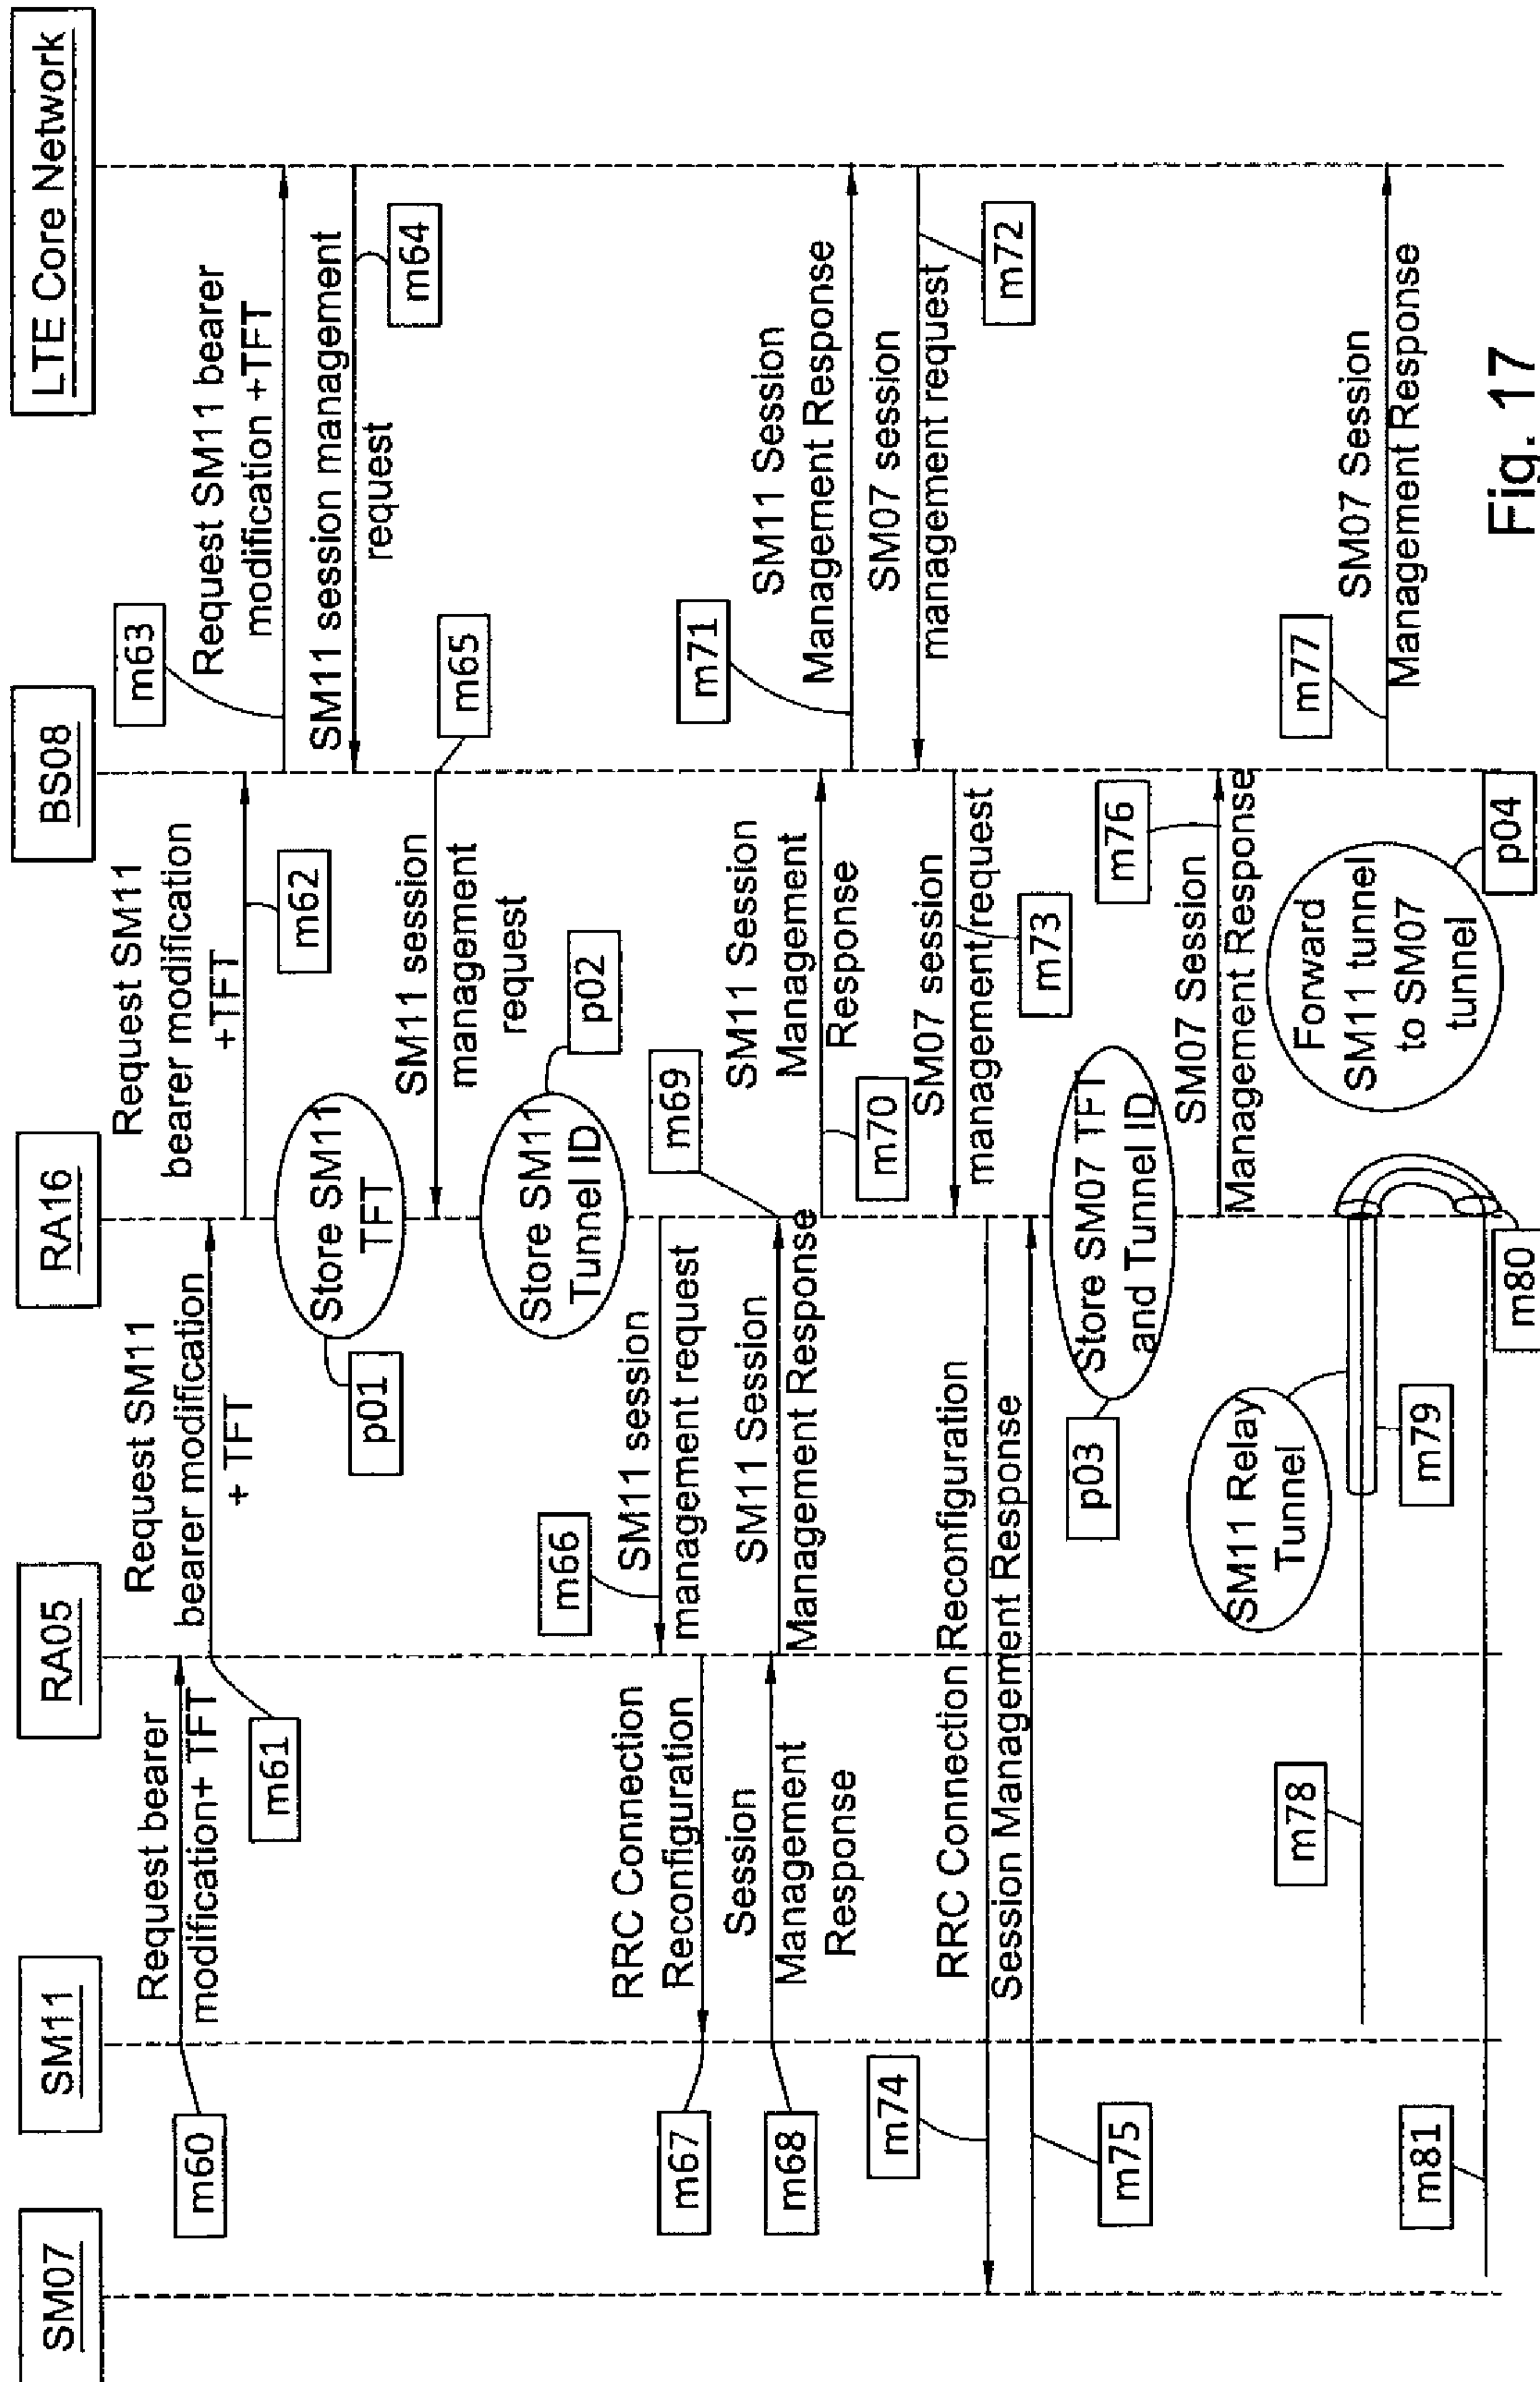 SM07
SM11
RA05
RA16
BS08
LTE Core Network
m60
Request bearer
modification+ TFT
m61
Request SM11
bearer modification
+ TFT
Request SM11
bearer modification
+TFT
m62
m63
Request SM11 bearer
modification +TFT
p01
Store SM11
TFT
SM11 session management
request
m64
SM11 session
management
request
m65
Store SM11
Tunnel ID
p02
m66
SM11 session
management request
m67
RRC Connection
Reconfiguration
m68
Session
Management
Response
SM11 Session
Management Response
m69
SM11 Session
Management
Response
m70
m71
SM11 Session
Management Response
SM07 session
management request
m72
SM07 session
management request
m73
m74
RRC Connection Reconfiguration
Session Management Response
m75
p03
Store SM07 TFT
and Tunnel ID
SM07 Session
Management Response
m76
m77
SM07 Session
Management Response
m78
SM11 Relay
Tunnel
m79
Forward
SM11 tunnel
to SM07
tunnel
p04
m80
m81
Fig. 17